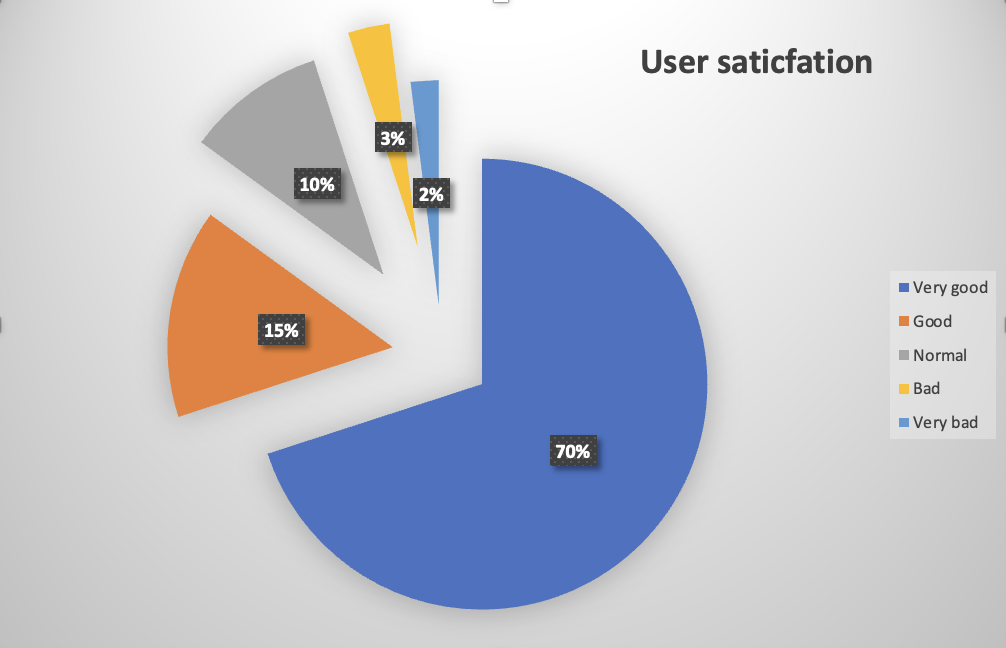 User saticfation
3%
10%
2%
15%
70%
Very good
Good
Normal
Bad
Very bad